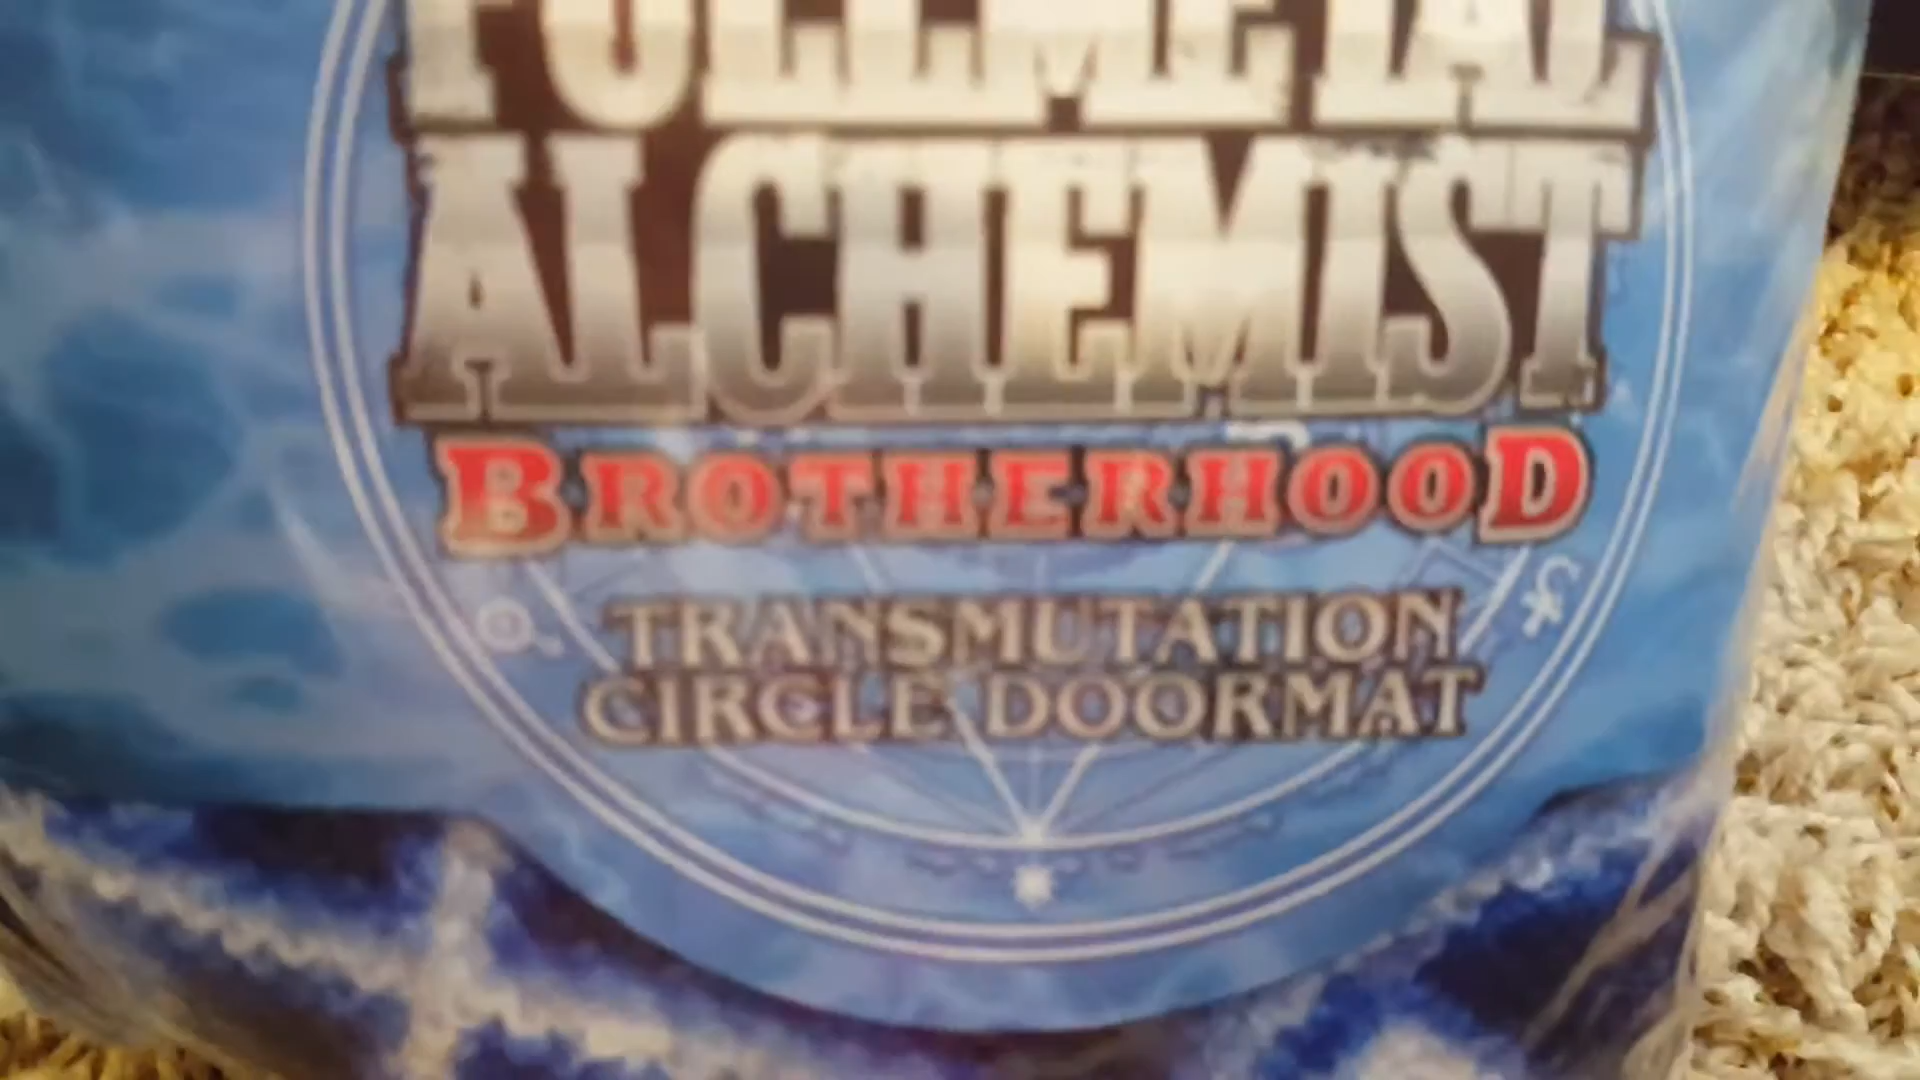 FULLMETAL
ALCHEMIST
BROTHERHOOD
TRANSMUTATION
CIRCLE DOORMAT